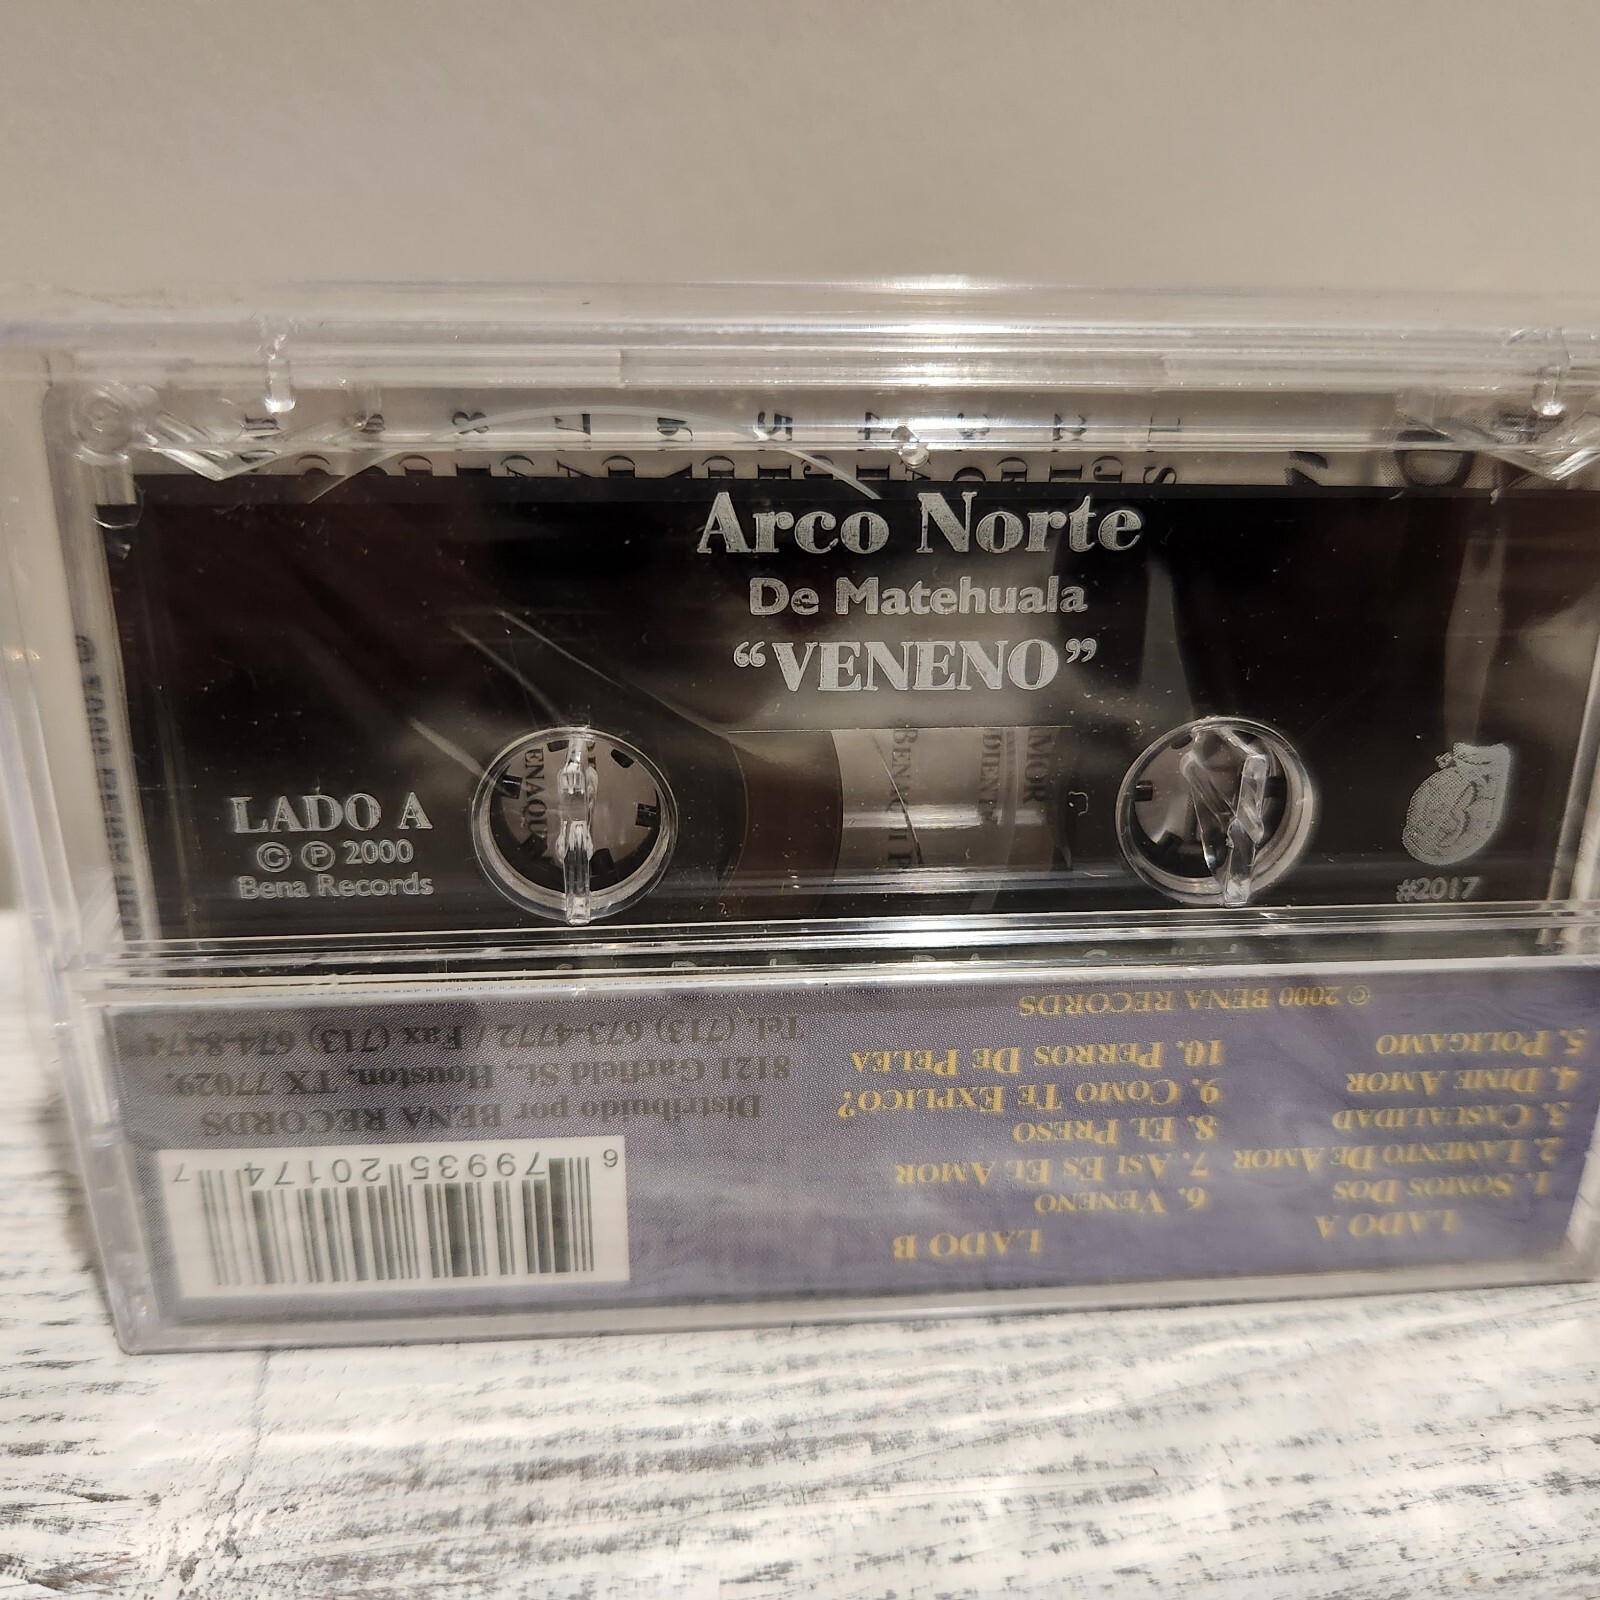 Arco Norte
De Matehuala
“VENENO”
LADO A
© ℗ 2000
Bena Records
#2017
LADO A
1. SOMOS DOS
2. LAMENTO DE AMOR
3. CASUALIDAD
4. DIME AMOR
5. POLIGAMO
LADO B
6. VENENO
7. ASI ES EL AMOR
8. EL PRESO
9. COMO TE EXPLICO?
10. PERROS DE PELEA
© 2000 BENA RECORDS
6 79935 20174 7
Distribuido por BENA RECORDS
8121 Garfield St., Houston, TX 77029.
Tel. (713) 673-4772 / Fax (713) 674-8474